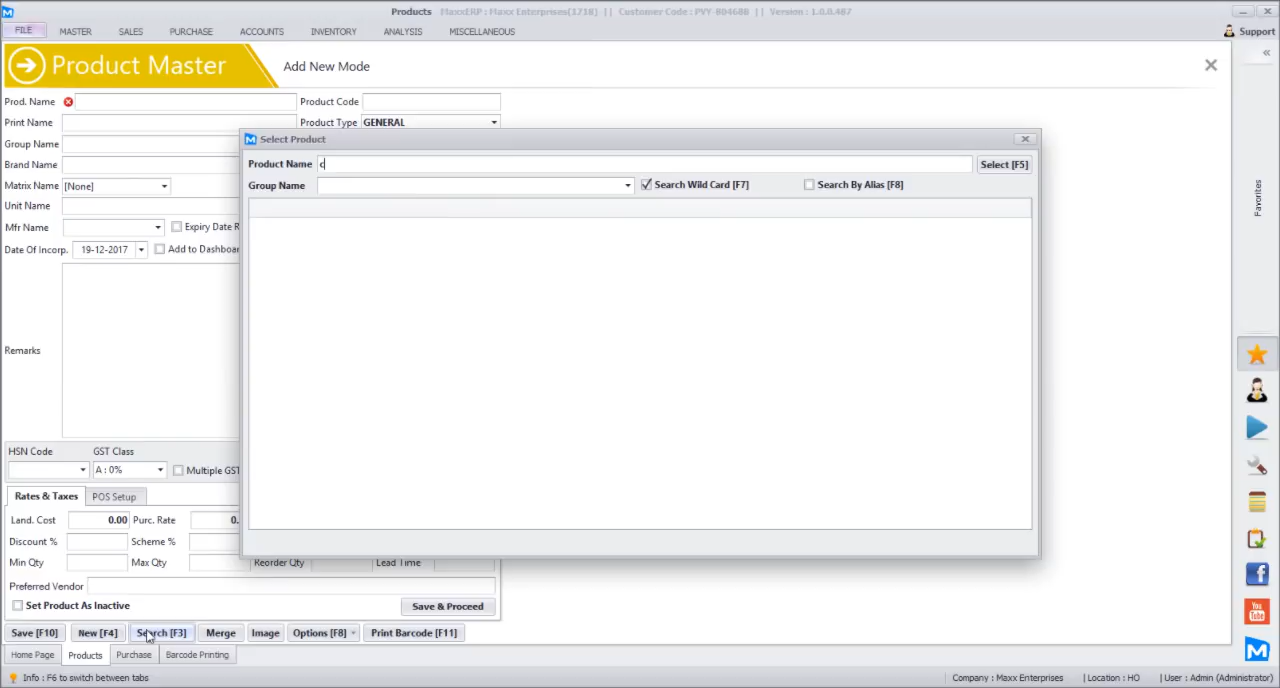 Products MaxxERP : Maxx Enterprises[1718] || Customer Code : PVY-804688 || Version : 1.0.0.487
FILE MASTER SALES PURCHASE ACCOUNTS INVENTORY ANALYSIS MISCELLANEOUS Support
Product Master Add New Mode
Prod. Name Product Code
Print Name Product Type GENERAL
Group Name
Brand Name
Matrix Name [None]
Unit Name
Mfr Name Expiry Date R
Date Of Incorp. 19-12-2017 Add to Dashboar
Remarks
HSN Code GST Class
A : 0% Multiple GST
Rates & Taxes POS Setup
Land. Cost 0.00 Purc. Rate 0.
Discount % Scheme %
Min Qty Max Qty Reorder Qty Lead Time
Preferred Vendor
Set Product As Inactive Save & Proceed
Save [F10] New [F4] Search [F3] Merge Image Options [F8] Print Barcode [F11]
Home Page Products Purchase Barcode Printing
Info : F6 to switch between tabs Company : Maxx Enterprises | Location : HO | User : Admin (Administrator)
Select Product
Product Name c Select [F5]
Group Name Search Wild Card [F7] Search By Alias [F8]
Favorites
You
Tube